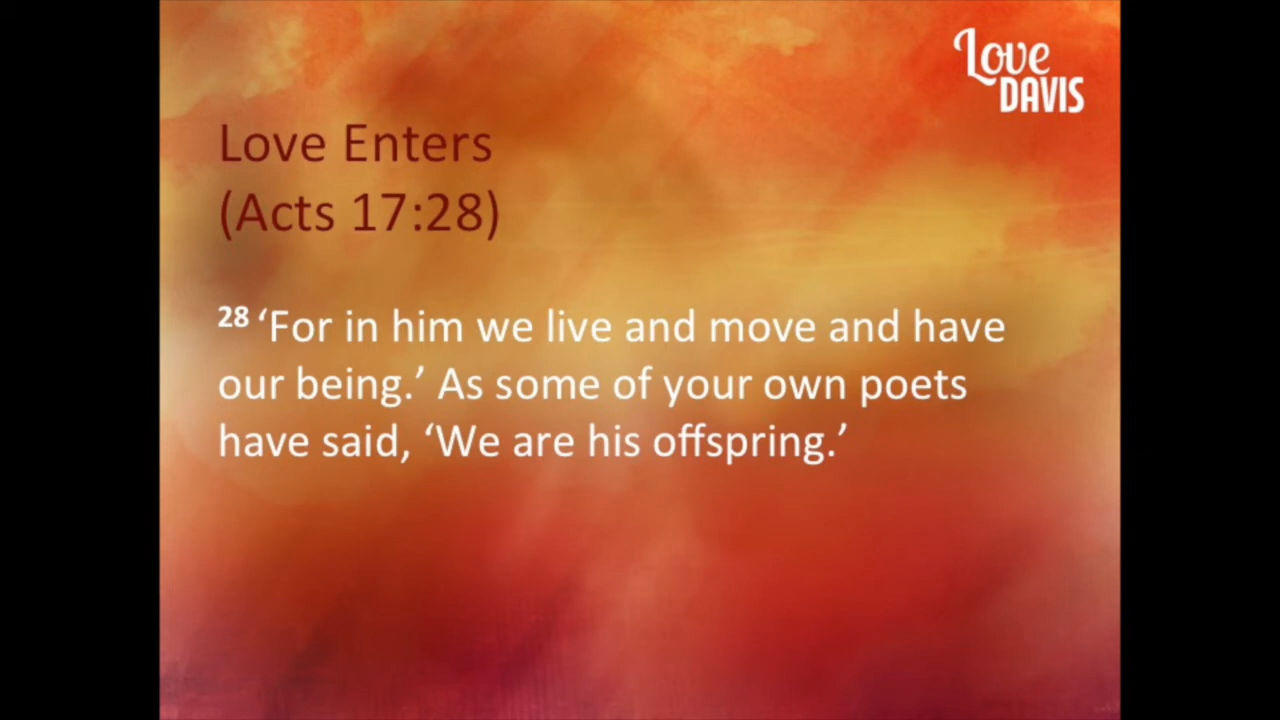 Love
DAVIS
Love Enters
(Acts 17:28)
28 ‘For in him we live and move and have
our being.’ As some of your own poets
have said, ‘We are his offspring.’